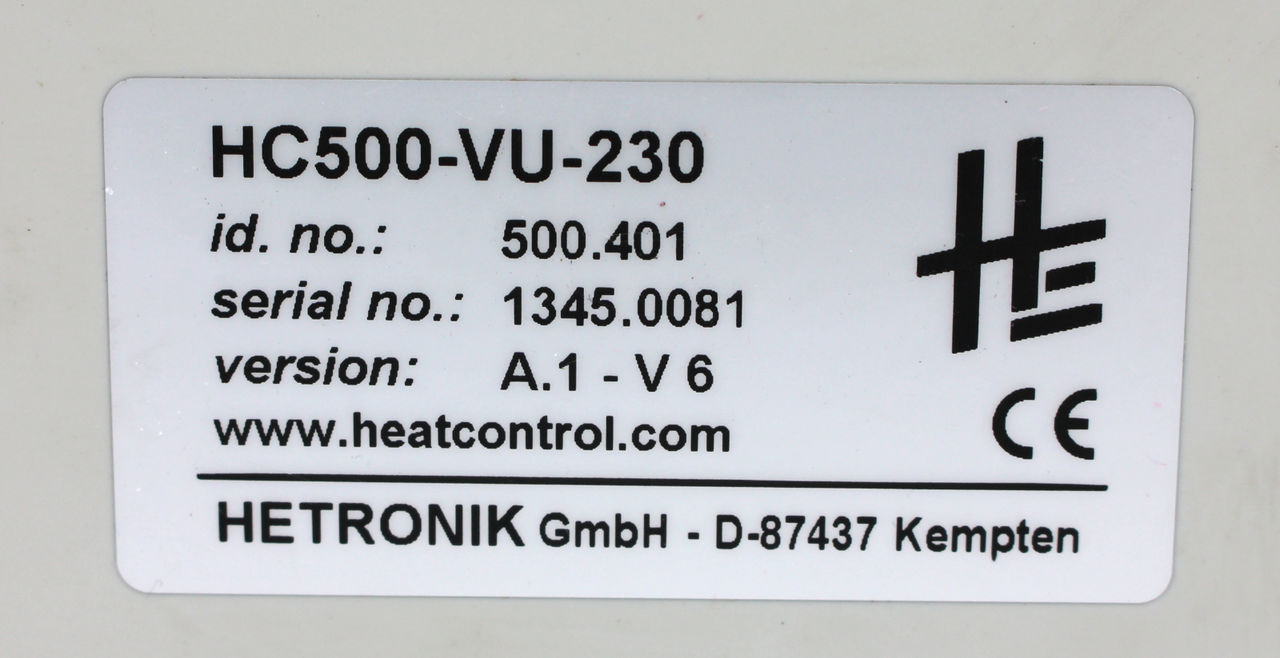 HC500-VU-230
id. no.: 500.401
serial no.: 1345.0081
version: A.1 - V 6
www.heatcontrol.com
HE
CE
HETRONIK GmbH - D-87437 Kempten